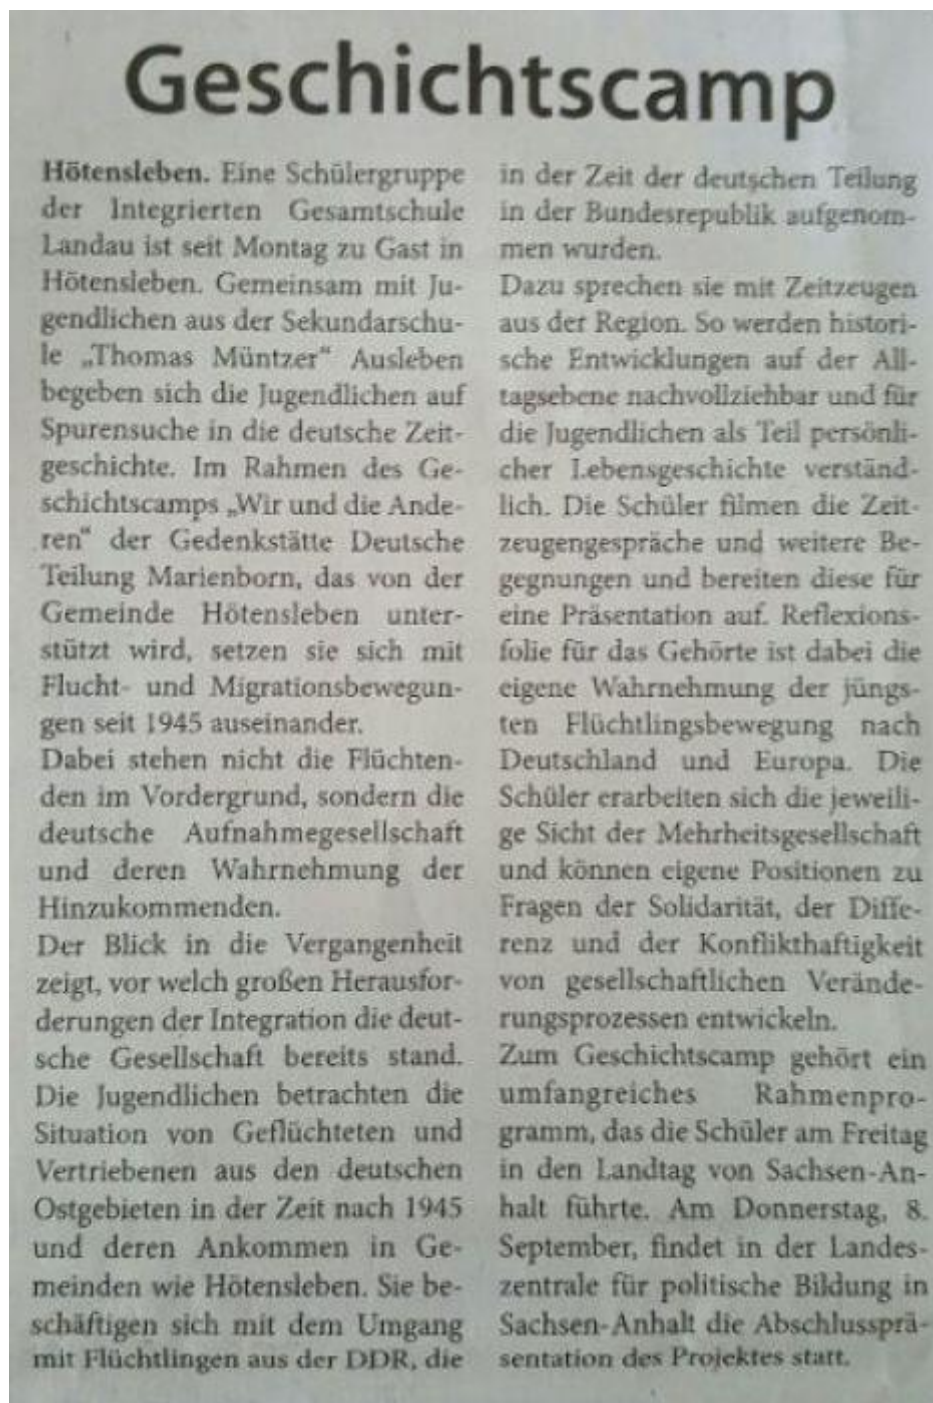 Geschichtscamp
Hötensleben. Eine Schülergruppe
der Integrierten Gesamtschule
Landau ist seit Montag zu Gast in
Hötensleben. Gemeinsam mit Ju-
gendlichen aus der Sekundarschu-
le „Thomas Müntzer“ Ausleben
begeben sich die Jugendlichen auf
Spurensuche in die deutsche Zeit-
geschichte. Im Rahmen des Ge-
schichtscamps „Wir und die Ande-
ren“ der Gedenkstätte Deutsche
Teilung Marienborn, das von der
Gemeinde Hötensleben unter-
stützt wird, setzen sie sich mit
Flucht- und Migrationsbewegun-
gen seit 1945 auseinander.
Dabei stehen nicht die Flüchten-
den im Vordergrund, sondern die
deutsche Aufnahmegesellschaft
und deren Wahrnehmung der
Hinzukommenden.
Der Blick in die Vergangenheit
zeigt, vor welch großen Herausfor-
derungen der Integration die deut-
sche Gesellschaft bereits stand.
Die Jugendlichen betrachten die
Situation von Geflüchteten und
Vertriebenen aus den deutschen
Ostgebieten in der Zeit nach 1945
und deren Ankommen in Ge-
meinden wie Hötensleben. Sie be-
schäftigen sich mit dem Umgang
mit Flüchtlingen aus der DDR, die
in der Zeit der deutschen Teilung
in der Bundesrepublik aufgenom-
men wurden.
Dazu sprechen sie mit Zeitzeugen
aus der Region. So werden histori-
sche Entwicklungen auf der All-
tagsebene nachvollziehbar und für
die Jugendlichen als Teil persönli-
cher Lebensgeschichte verständ-
lich. Die Schüler filmen die Zeit-
zeugengespräche und weitere Be-
gegnungen und bereiten diese für
eine Präsentation auf. Reflexions-
folie für das Gehörte ist dabei die
eigene Wahrnehmung der jüngs-
ten Flüchtlingsbewegung nach
Deutschland und Europa. Die
Schüler erarbeiten sich die jeweili-
ge Sicht der Mehrheitsgesellschaft
und können eigene Positionen zu
Fragen der Solidarität, der Diffe-
renz und der Konflikthaftigkeit
von gesellschaftlichen Verände-
rungsprozessen entwickeln.
Zum Geschichtscamp gehört ein
umfangreiches Rahmenpro-
gramm, das die Schüler am Freitag
in den Landtag von Sachsen-An-
halt führte. Am Donnerstag, 8.
September, findet in der Landes-
zentrale für politische Bildung in
Sachsen-Anhalt die Abschlussprä-
sentation des Projektes statt.